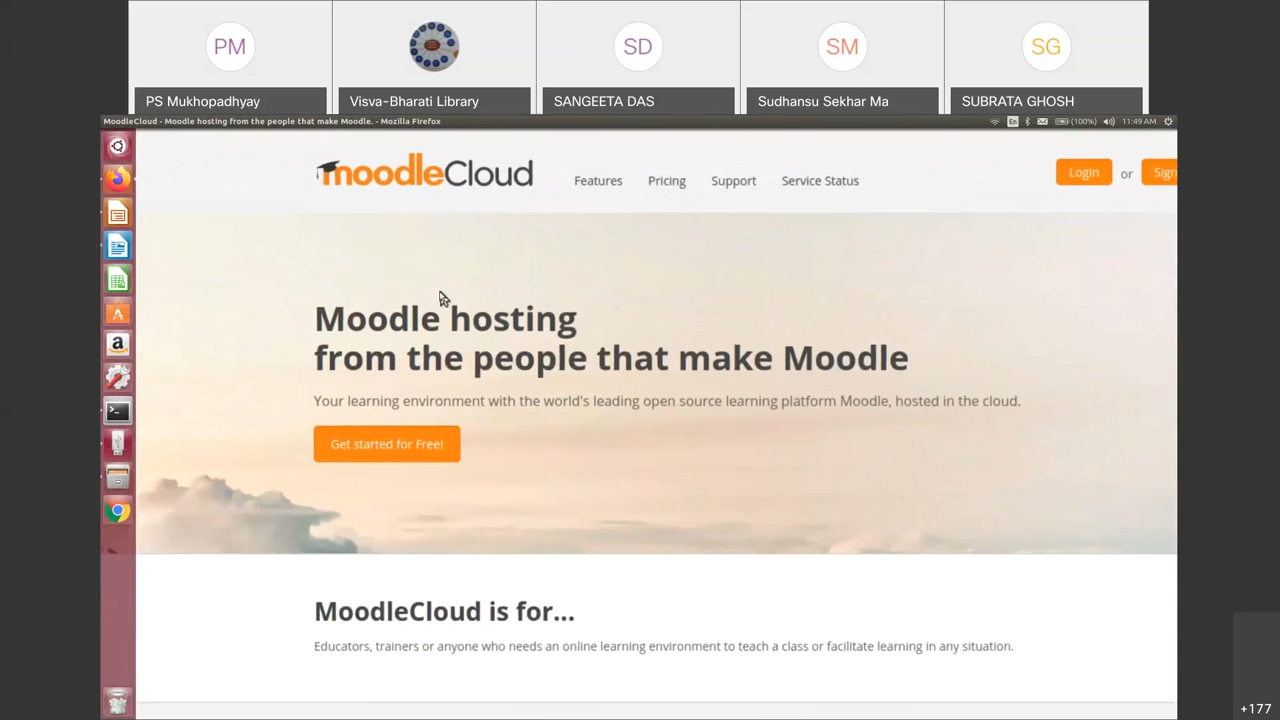 PM
SD
SM
SG
PS Mukhopadhyay
Visva-Bharati Library
SANGEETA DAS
Sudhansu Sekhar Ma
SUBRATA GHOSH
MoodleCloud - Moodle hosting from the people that make Moodle. - Mozilla Firefox
En
(100%)
11:49 AM
moodleCloud
Features
Pricing
Support
Service Status
Login
or
Sign
Moodle hosting
from the people that make Moodle
Your learning environment with the world's leading open source learning platform Moodle, hosted in the cloud.
Get started for Free!
MoodleCloud is for...
Educators, trainers or anyone who needs an online learning environment to teach a class or facilitate learning in any situation.
+177